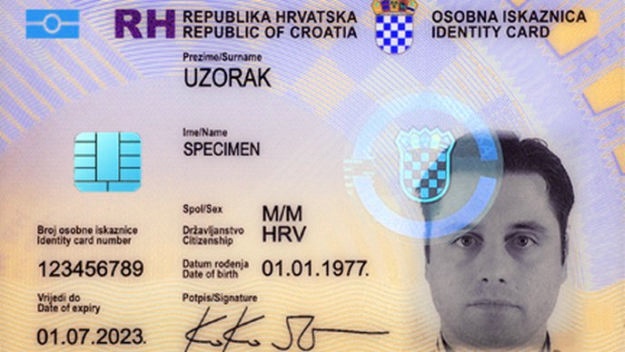 RH REPUBLIKA HRVATSKA
REPUBLIC OF CROATIA
OSOBNA ISKAZNICA
IDENTITY CARD
Prezime/Surname
UZORAK
Ime/Name
SPECIMEN
Spol/Sex M/M
Državljanstvo
Citizenship HRV
Datum rođenja
Date of birth 01.01.1977.
Broj osobne iskaznice
Identity card number
123456789
Vrijedi do
Date of expiry
01.07.2023.
Potpis/Signature